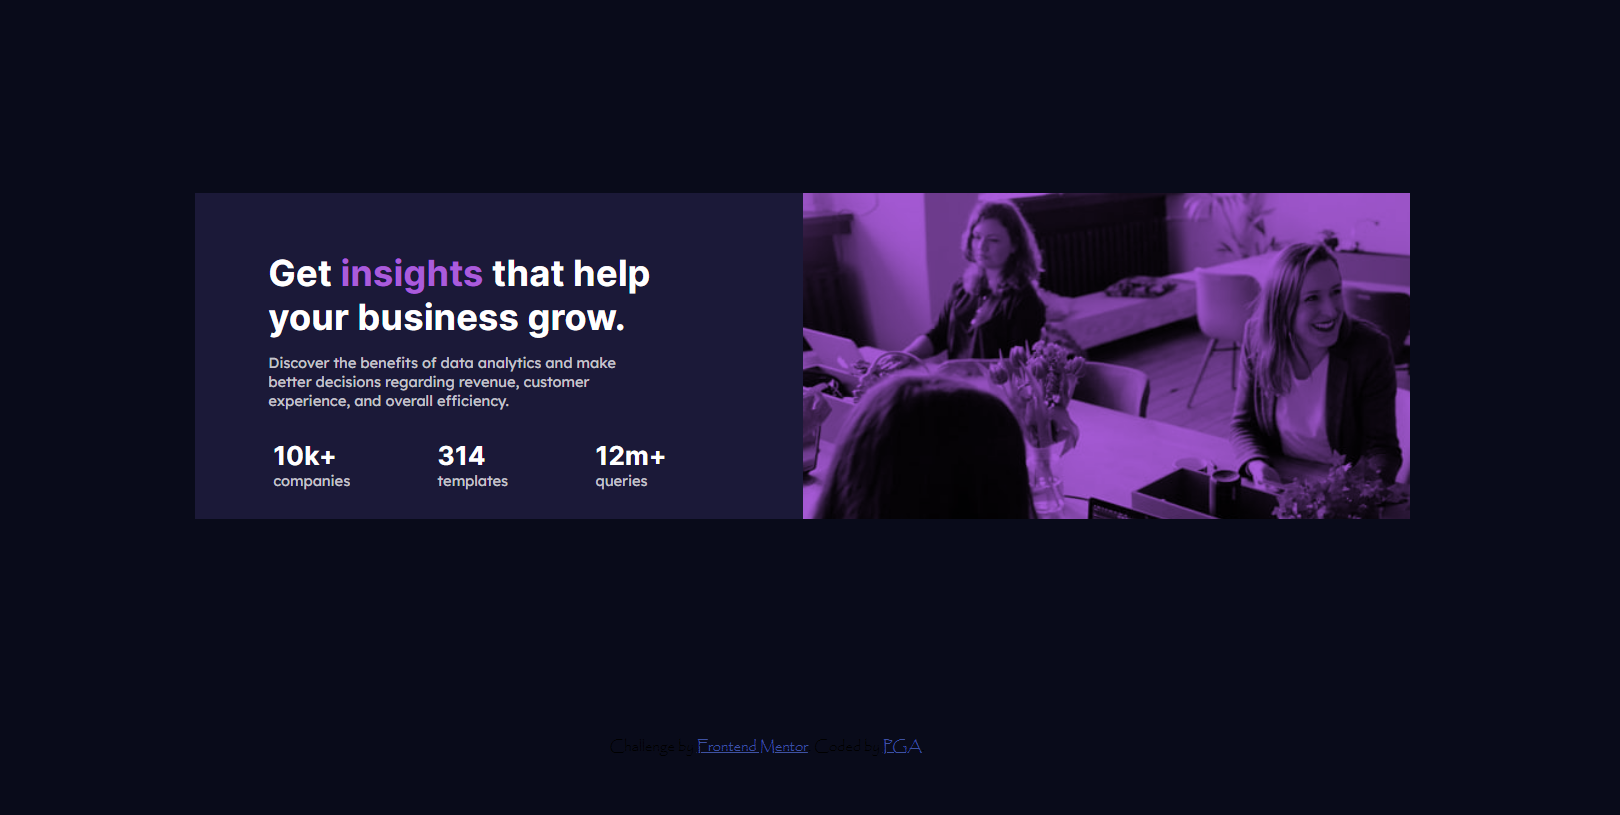 Get insights that help
your business grow.
Discover the benefits of data analytics and make
better decisions regarding revenue, customer
experience, and overall efficiency.
10k+ 314 12m+
companies templates queries
Challenge by Frontend Mentor. Coded by PGA.